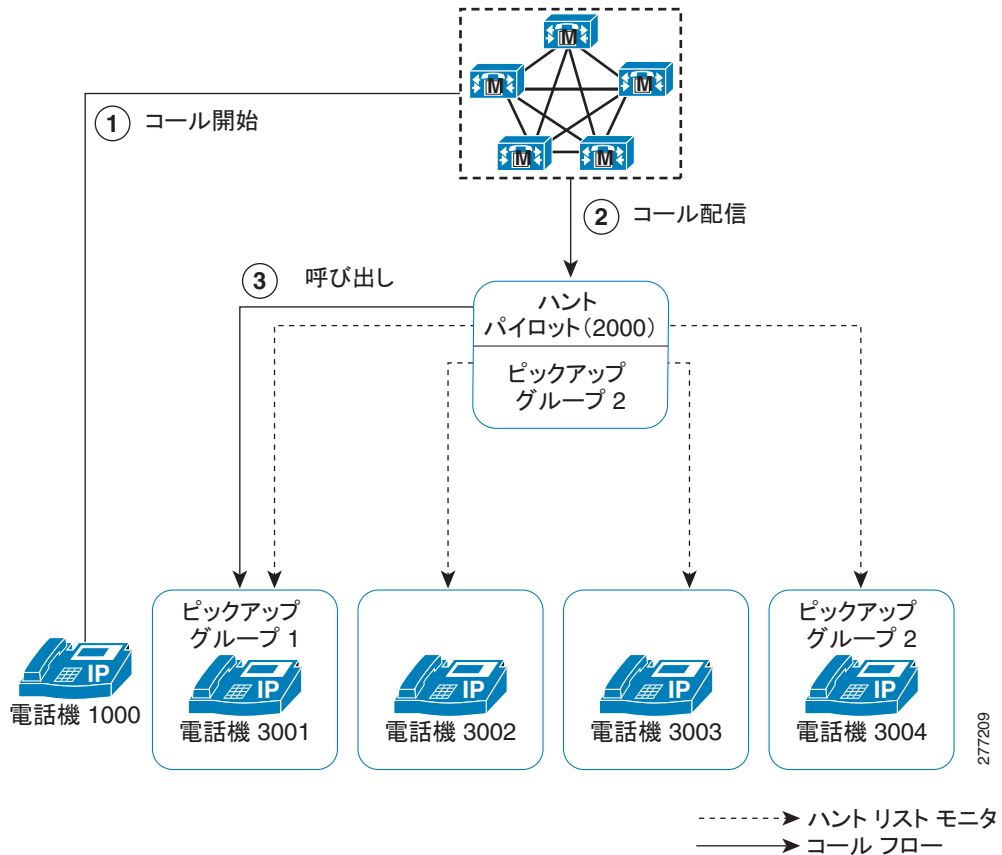 M
M
M
M
M
① コール開始
② コール配信
③ 呼び出し
ハント
パイロット(2000)
ピックアップ
グループ 2
ピックアップ
グループ 1
ピックアップ
グループ 2
IP
IP
IP
IP
IP
電話機 1000
電話機 3001
電話機 3002
電話機 3003
電話機 3004
277209
ハント リスト モニタ
コール フロー